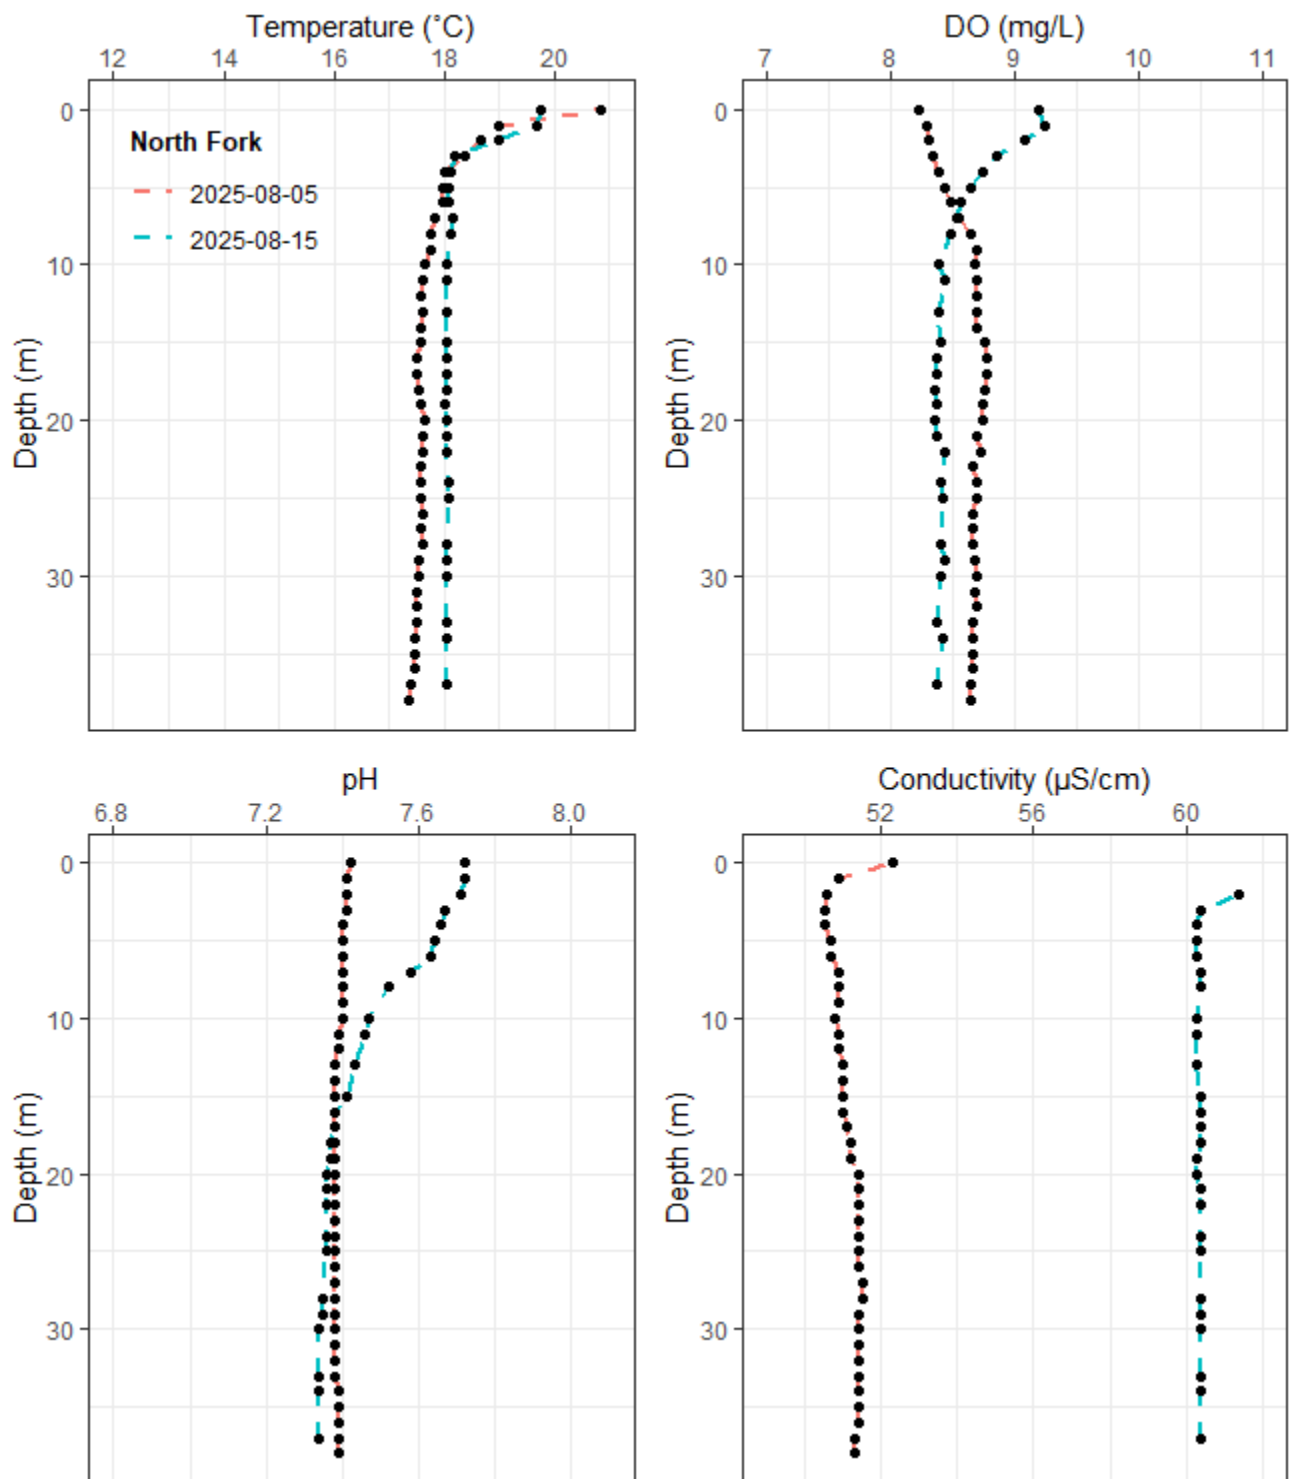 Temperature (°C)
12 14 16 18 20
0
10
20
30
Depth (m)
North Fork
2025-08-05
2025-08-15
DO (mg/L)
7 8 9 10 11
0
10
20
30
Depth (m)
pH
6.8 7.2 7.6 8.0
0
10
20
30
Depth (m)
Conductivity (µS/cm)
52 56 60
0
10
20
30
Depth (m)